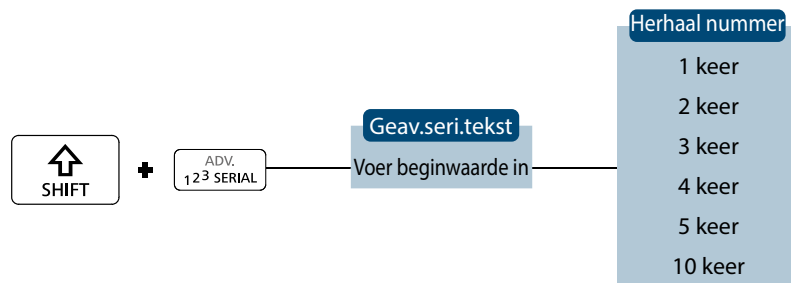 SHIFT
ADV.
123 SERIAL
Geav.seri.tekst
Voer beginwaarde in
Herhaal nummer
1 keer
2 keer
3 keer
4 keer
5 keer
10 keer